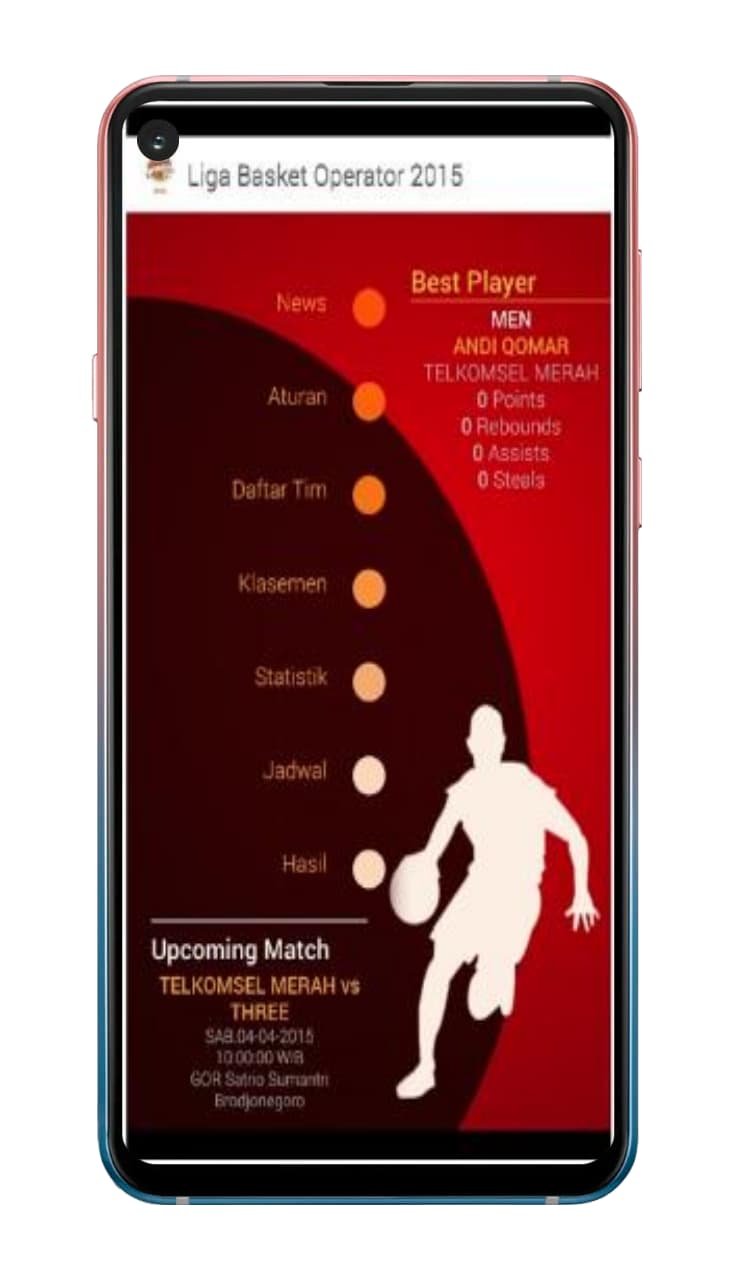 Liga Basket Operator 2015
News
Aturan
Daftar Tim
Klasemen
Statistik
Jadwal
Hasil
Best Player
MEN
ANDI QOMAR
TELKOMSEL MERAH
0 Points
0 Rebounds
0 Assists
0 Steals
Upcoming Match
TELKOMSEL MERAH vs
THREE
SAB,04-04-2015
10:00:00 WIB
GOR Satrio Sumantri
Brodjonegoro